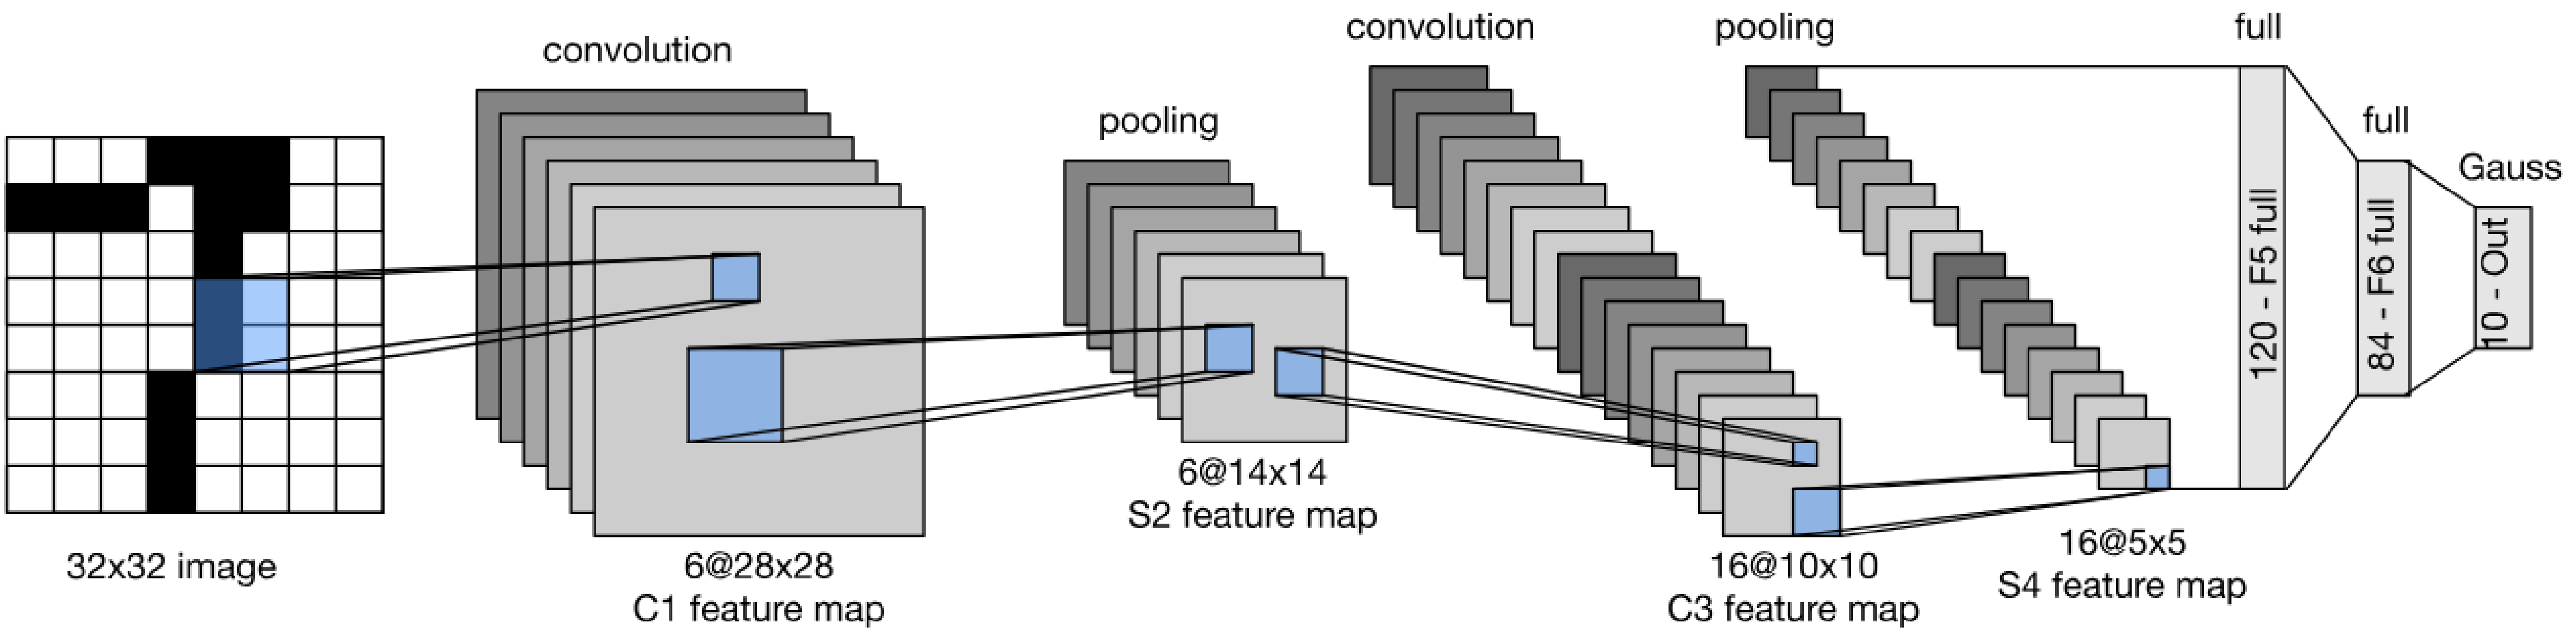 convolution
pooling
convolution
pooling
full
full
Gauss
120 - F5 full
84 - F6 full
10 - Out
32x32 image
6@28x28
C1 feature map
6@14x14
S2 feature map
16@10x10
C3 feature map
16@5x5
S4 feature map